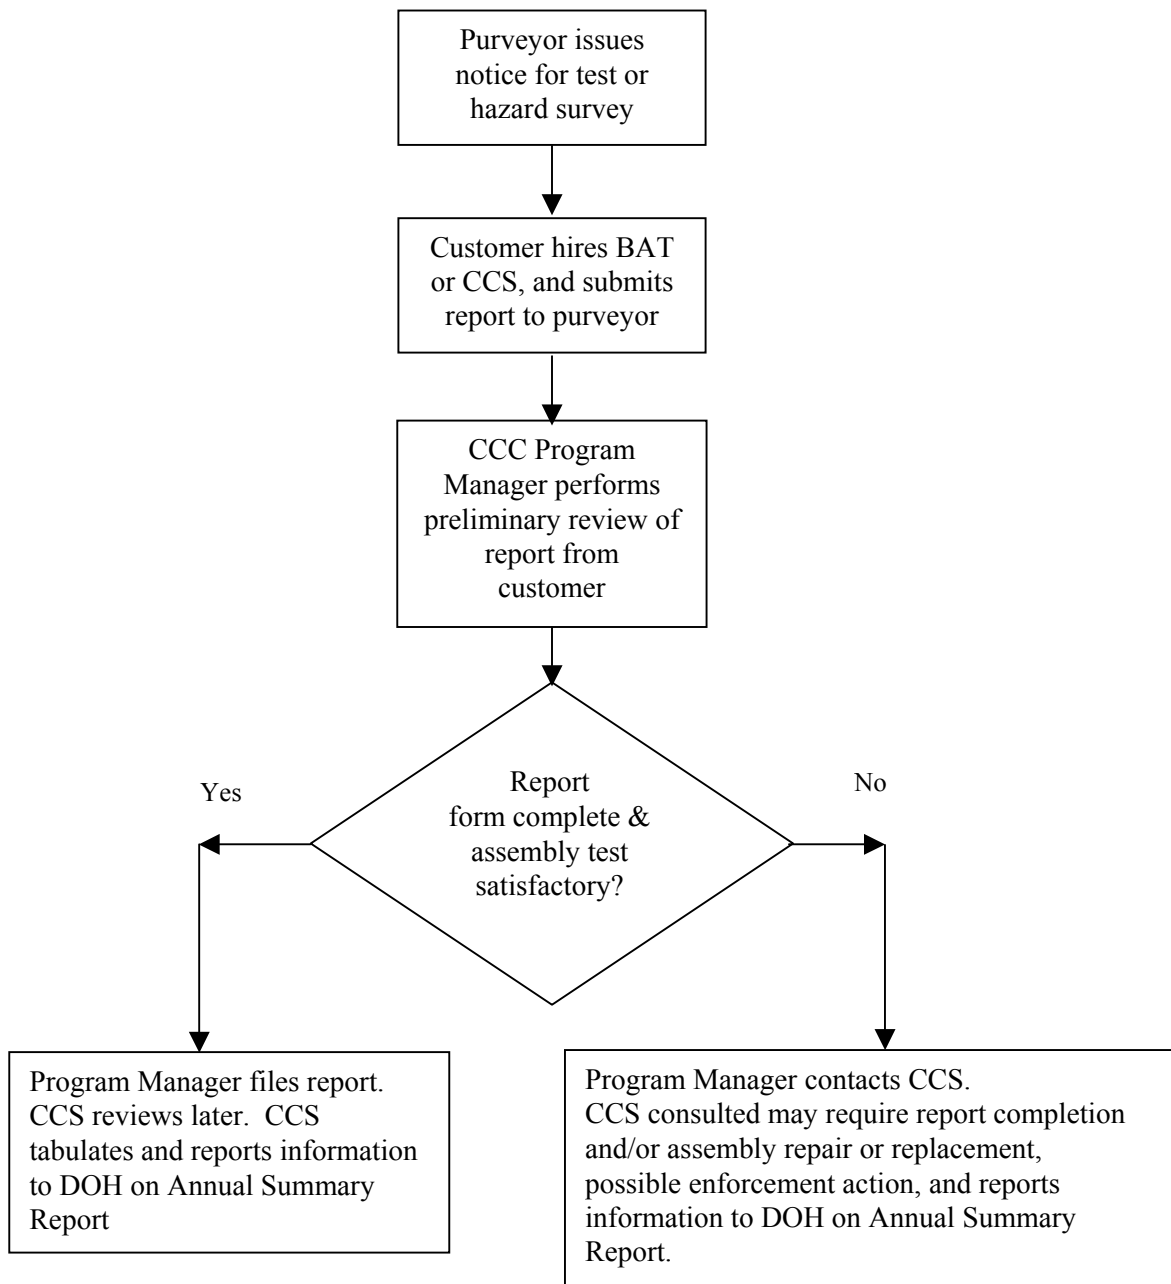 Purveyor issues
notice for test or
hazard survey
Customer hires BAT
or CCS, and submits
report to purveyor
CCC Program
Manager performs
preliminary review of
report from
customer
Report
form complete &
assembly test
satisfactory?
Yes
No
Program Manager files report.
CCS reviews later.  CCS
tabulates and reports information
to DOH on Annual Summary
Report
Program Manager contacts CCS.
CCS consulted may require report completion
and/or assembly repair or replacement,
possible enforcement action, and reports
information to DOH on Annual Summary
Report.